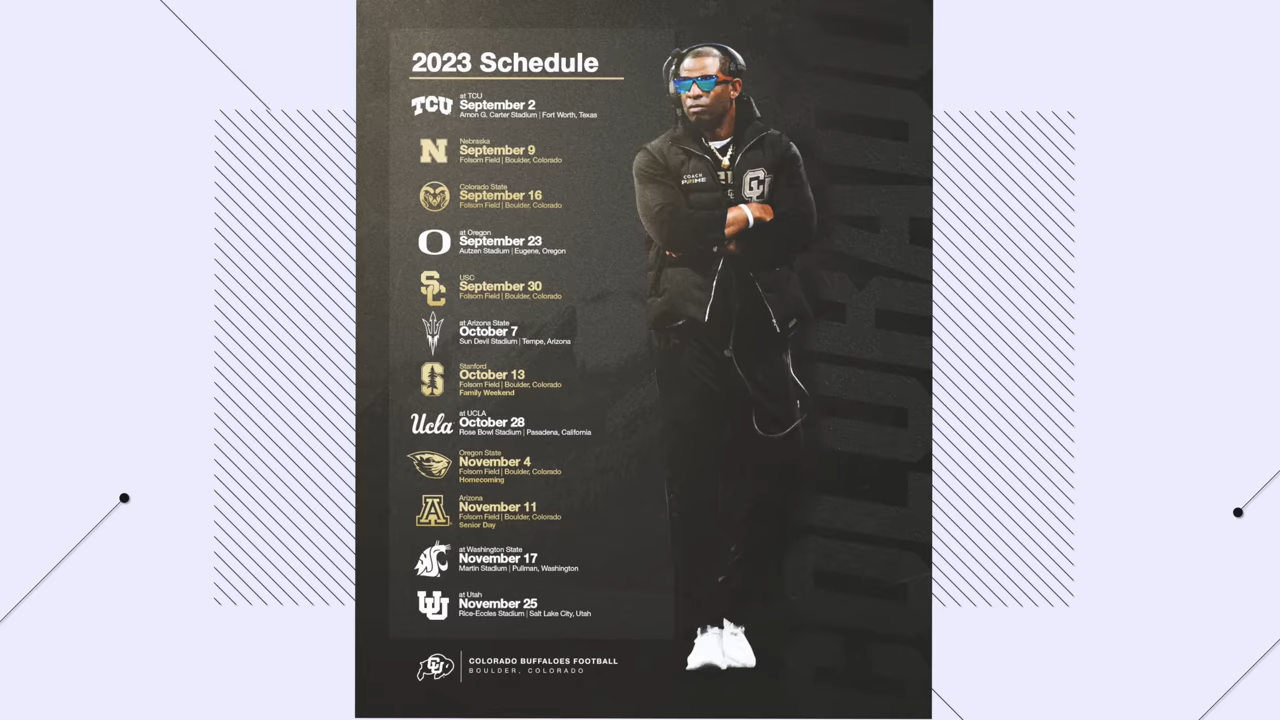 2023 Schedule
TCU
at TCU
September 2
Amon G. Carter Stadium | Fort Worth, Texas
N
Nebraska
September 9
Folsom Field | Boulder, Colorado
Colorado State
September 16
Folsom Field | Boulder, Colorado
O
at Oregon
September 23
Autzen Stadium | Eugene, Oregon
SC
USC
September 30
Folsom Field | Boulder, Colorado
at Arizona State
October 7
Sun Devil Stadium | Tempe, Arizona
S
Stanford
October 13
Folsom Field | Boulder, Colorado
Family Weekend
Ucla
at UCLA
October 28
Rose Bowl Stadium | Pasadena, California
Oregon State
November 4
Folsom Field | Boulder, Colorado
Homecoming
A
Arizona
November 11
Folsom Field | Boulder, Colorado
Senior Day
at Washington State
November 17
Martin Stadium | Pullman, Washington
UU
at Utah
November 25
Rice-Eccles Stadium | Salt Lake City, Utah
CU
COLORADO BUFFALOES FOOTBALL
BOULDER, COLORADO
COACH
PRIME
CU
COLORADO